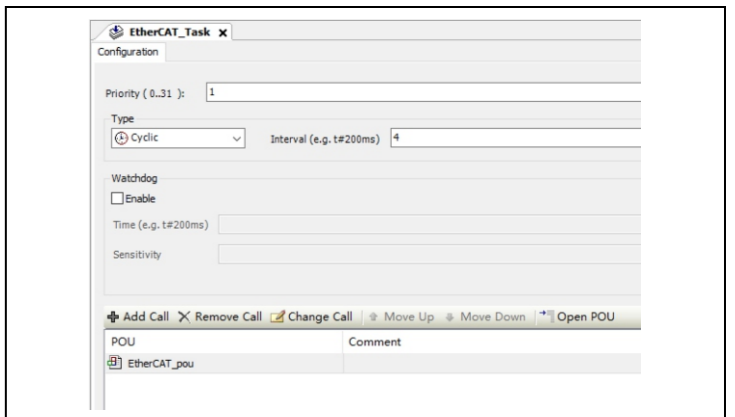 EtherCAT_Task x
Configuration
Priority ( 0..31 ): 1
Type
Cyclic Interval (e.g. t#200ms) 4
Watchdog
Enable
Time (e.g. t#200ms)
Sensitivity
Add Call Remove Call Change Call Move Up Move Down Open POU
POU Comment
EtherCAT_pou